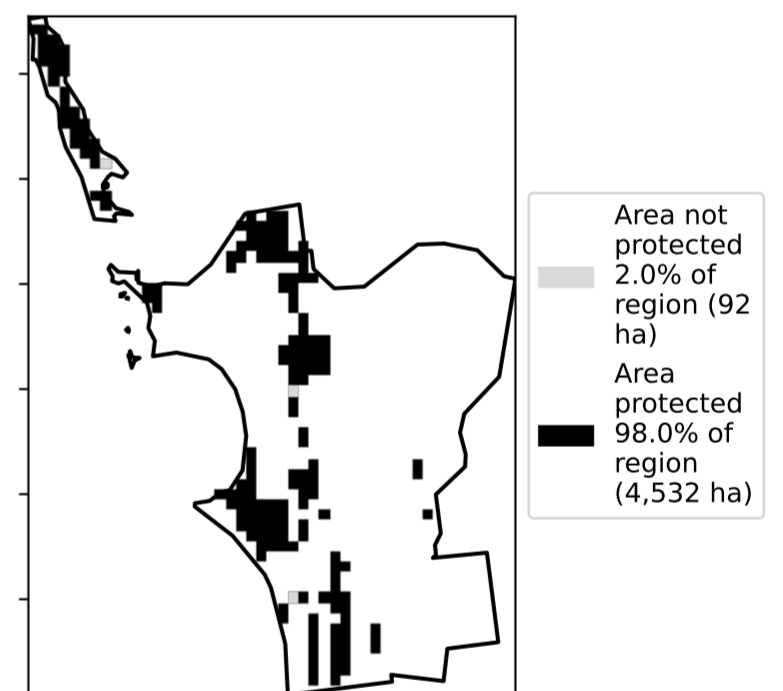 Area not
protected
2.0% of
region (92
ha)
Area
protected
98.0% of
region
(4,532 ha)